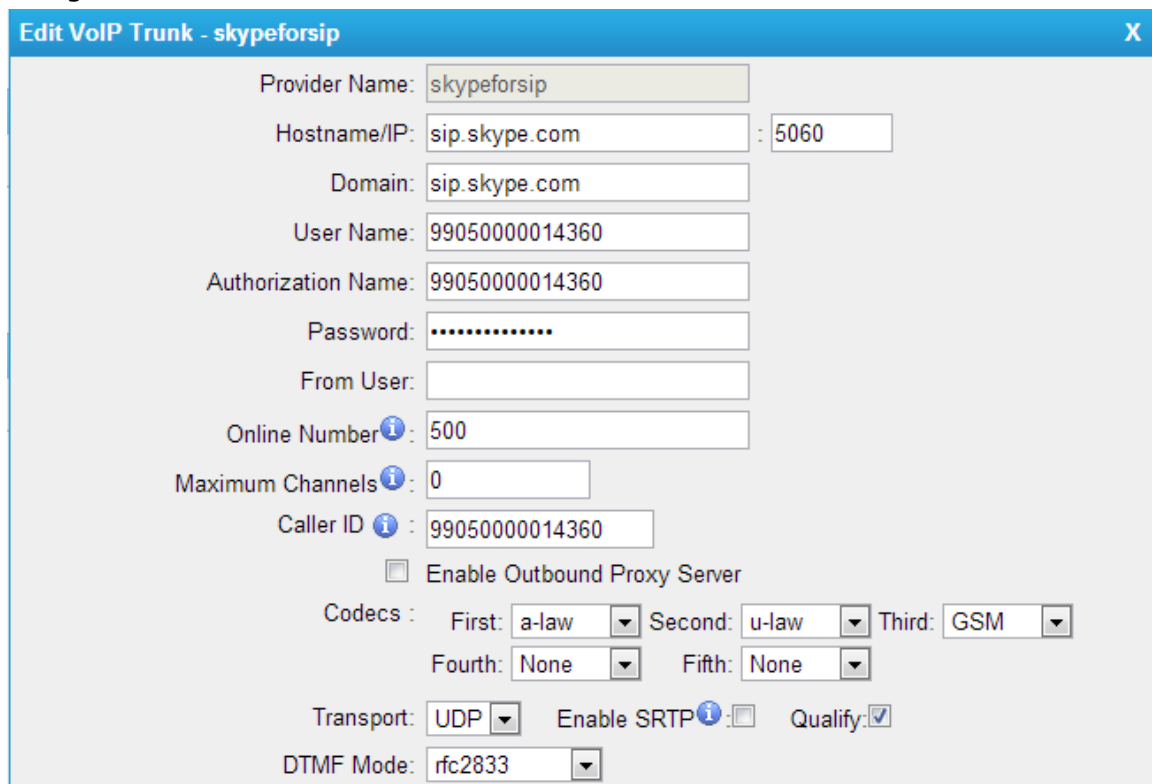 Edit VoIP Trunk - skypeforsip X
Provider Name: skypeforsip
Hostname/IP: sip.skype.com : 5060
Domain: sip.skype.com
User Name: 99050000014360
Authorization Name: 99050000014360
Password: ••••••••••••••
From User:
Online Number i : 500
Maximum Channels i : 0
Caller ID i : 99050000014360
Enable Outbound Proxy Server
Codecs : First: a-law Second: u-law Third: GSM
Fourth: None Fifth: None
Transport: UDP Enable SRTP i : Qualify:
DTMF Mode: rfc2833